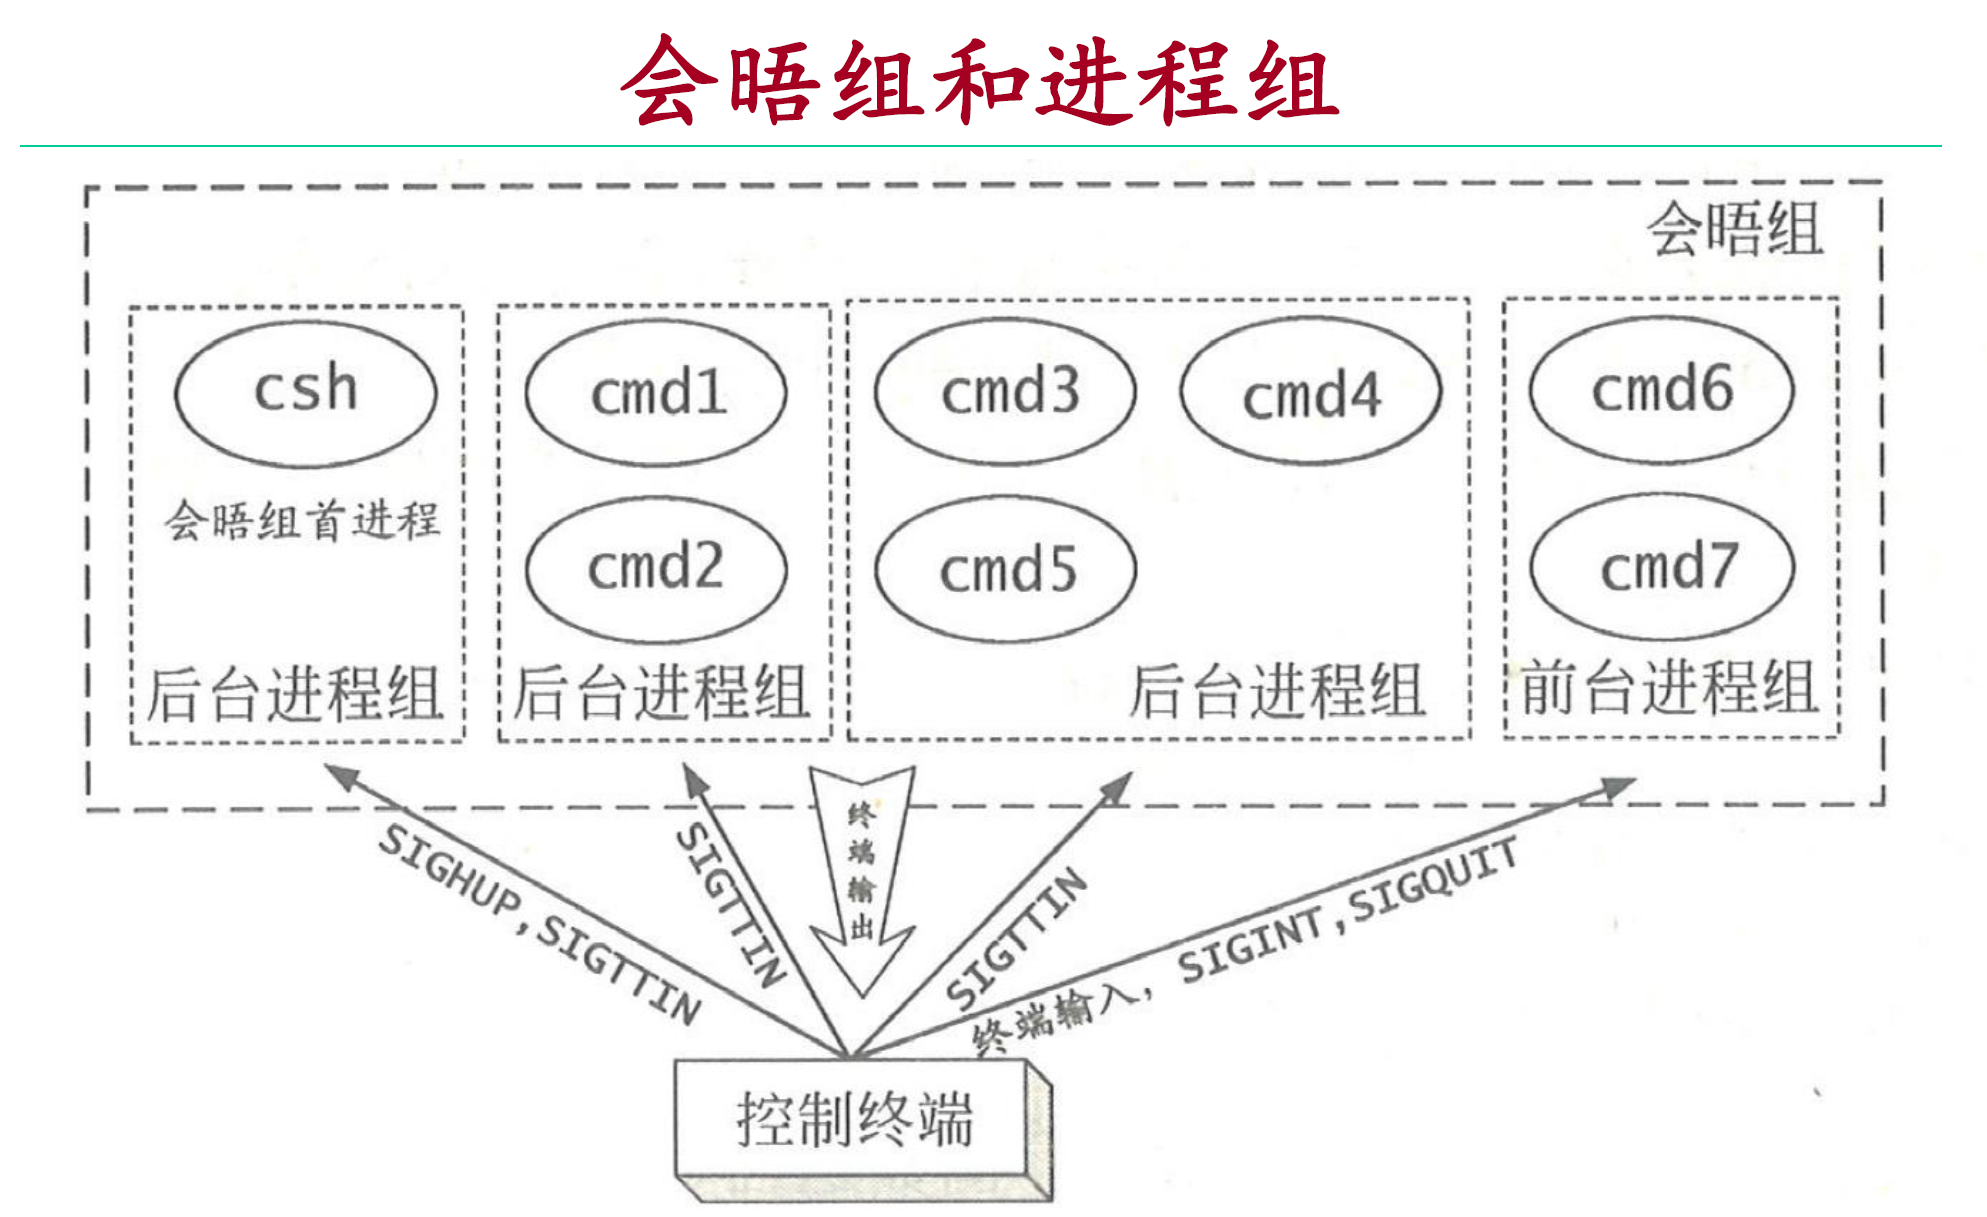 会晤组和进程组
会晤组
csh
cmd1
cmd3
cmd4
cmd6
会晤组首进程
cmd2
cmd5
cmd7
后台进程组
后台进程组
后台进程组
前台进程组
SIGHUP,SIGTTIN
SIGTTIN
终端输出
SIGTTIN
终端输入, SIGINT,SIGQUIT
控制终端